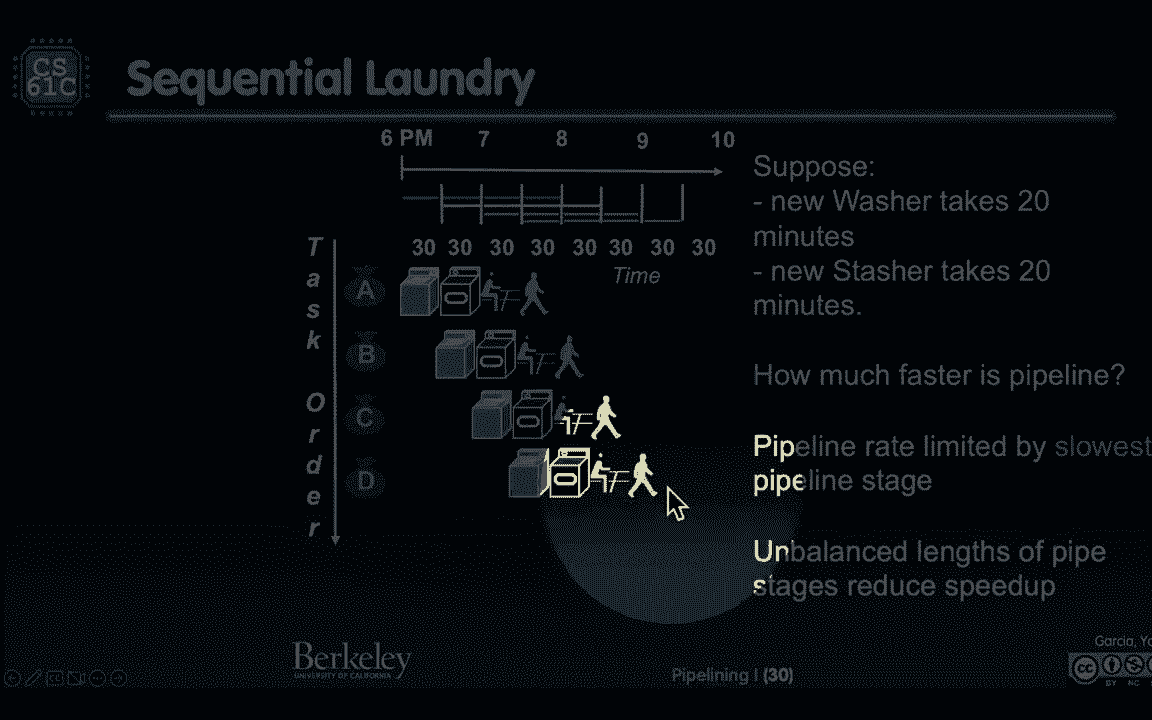 CS
61C
Sequential Laundry
6 PM 7 8 9 10
30 30 30 30 30 30 30 30
Time
Task Order
A
B
C
D
Suppose:
- new Washer takes 20
minutes
- new Stasher takes 20
minutes.
How much faster is pipeline?
Pipeline rate limited by slowest
pipeline stage
Unbalanced lengths of pipe
stages reduce speedup
Berkeley
UNIVERSITY OF CALIFORNIA
Pipelining I (30)
Garcia,
cc
BY NC